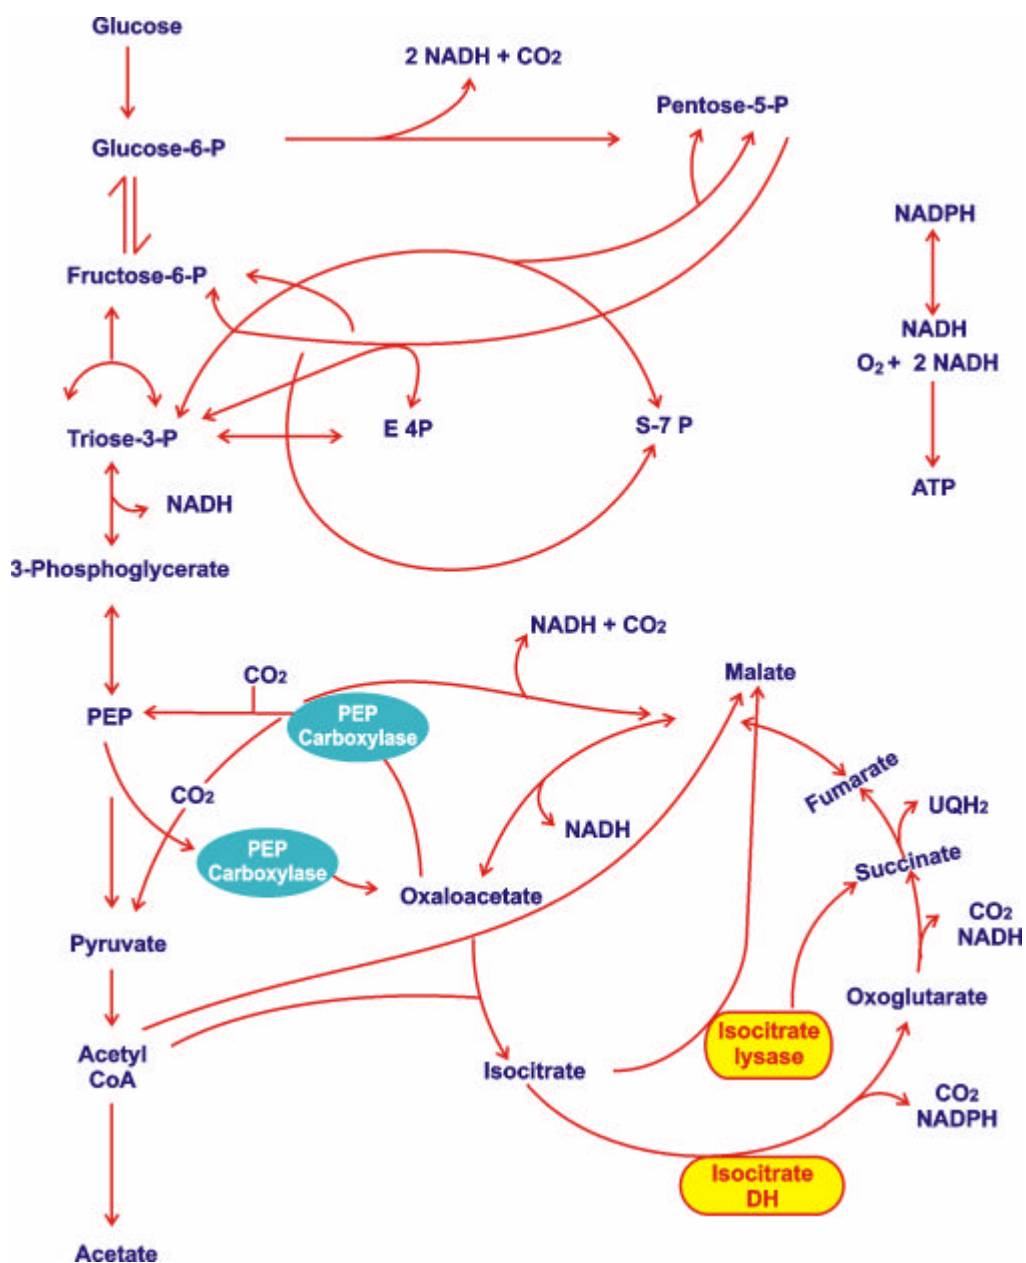 Glucose
2 NADH + CO2
Pentose-5-P
Glucose-6-P
NADPH
Fructose-6-P
NADH
O2 + 2 NADH
Triose-3-P
E 4P
S-7 P
ATP
NADH
3-Phosphoglycerate
NADH + CO2
CO2
Malate
PEP
PEP
Carboxylase
Fumarate
CO2
UQH2
NADH
PEP
Carboxylase
Succinate
Oxaloacetate
CO2
NADH
Pyruvate
Oxoglutarate
Isocitrate
lysase
Acetyl
CoA
Isocitrate
CO2
NADPH
Isocitrate
DH
Acetate